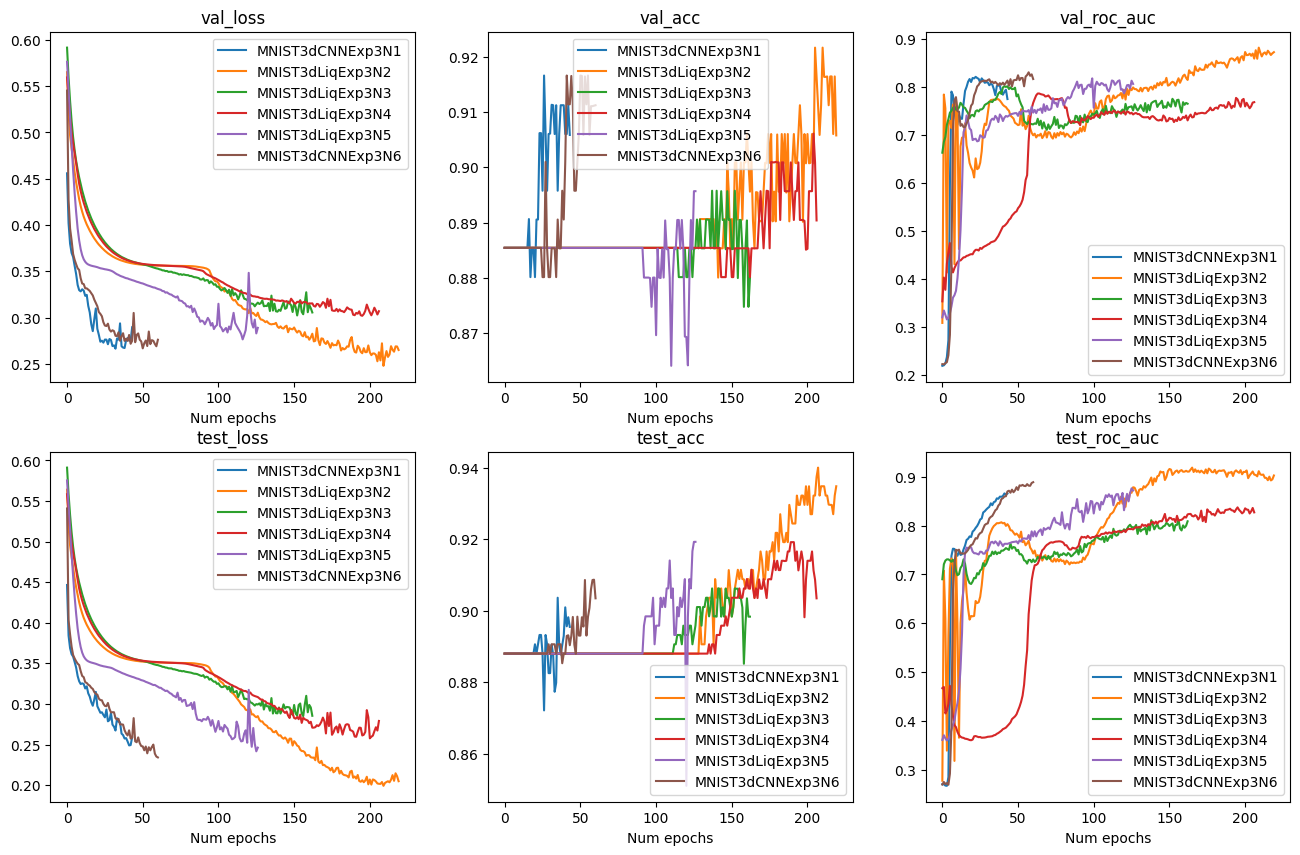 val_loss
0.60
0.55
0.50
0.45
0.40
0.35
0.30
0.25
MNIST3dCNNExp3N1
MNIST3dLiqExp3N2
MNIST3dLiqExp3N3
MNIST3dLiqExp3N4
MNIST3dLiqExp3N5
MNIST3dCNNExp3N6
0 50 100 150 200
Num epochs
val_acc
0.92
0.91
0.90
0.89
0.88
0.87
MNIST3dCNNExp3N1
MNIST3dLiqExp3N2
MNIST3dLiqExp3N3
MNIST3dLiqExp3N4
MNIST3dLiqExp3N5
MNIST3dCNNExp3N6
0 50 100 150 200
Num epochs
val_roc_auc
0.9
0.8
0.7
0.6
0.5
0.4
0.3
0.2
MNIST3dCNNExp3N1
MNIST3dLiqExp3N2
MNIST3dLiqExp3N3
MNIST3dLiqExp3N4
MNIST3dLiqExp3N5
MNIST3dCNNExp3N6
0 50 100 150 200
Num epochs
test_loss
0.60
0.55
0.50
0.45
0.40
0.35
0.30
0.25
0.20
MNIST3dCNNExp3N1
MNIST3dLiqExp3N2
MNIST3dLiqExp3N3
MNIST3dLiqExp3N4
MNIST3dLiqExp3N5
MNIST3dCNNExp3N6
0 50 100 150 200
Num epochs
test_acc
0.94
0.92
0.90
0.88
0.86
MNIST3dCNNExp3N1
MNIST3dLiqExp3N2
MNIST3dLiqExp3N3
MNIST3dLiqExp3N4
MNIST3dLiqExp3N5
MNIST3dCNNExp3N6
0 50 100 150 200
Num epochs
test_roc_auc
0.9
0.8
0.7
0.6
0.5
0.4
0.3
MNIST3dCNNExp3N1
MNIST3dLiqExp3N2
MNIST3dLiqExp3N3
MNIST3dLiqExp3N4
MNIST3dLiqExp3N5
MNIST3dCNNExp3N6
0 50 100 150 200
Num epochs